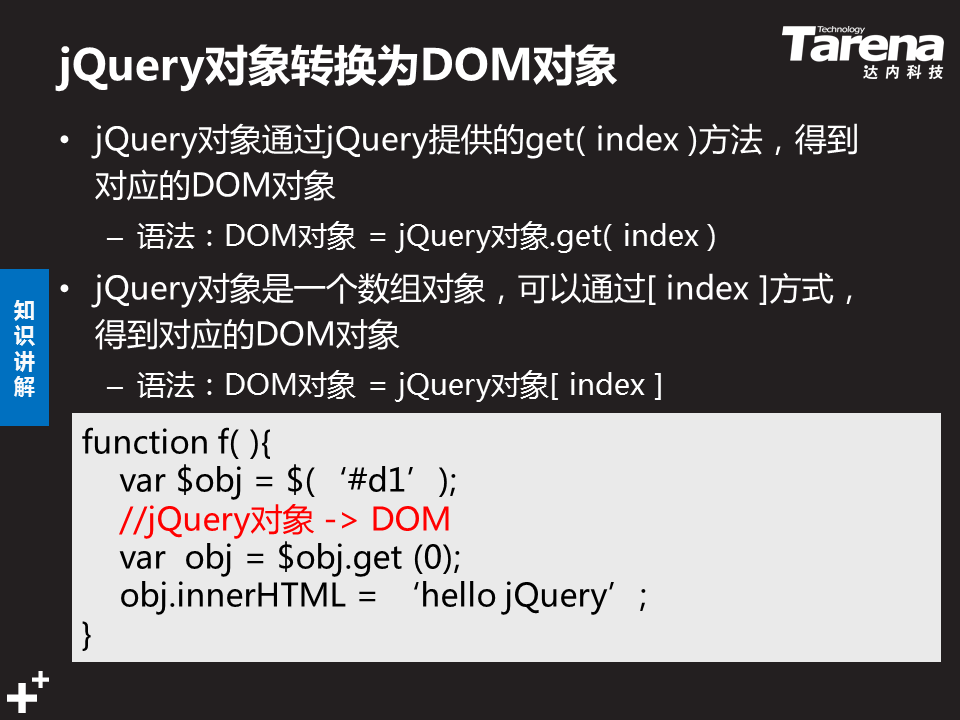 jQuery对象转换为DOM对象
Technology
Tarena
达内科技
• jQuery对象通过jQuery提供的get( index )方法，得到
对应的DOM对象
– 语法：DOM对象 = jQuery对象.get( index )
• jQuery对象是一个数组对象，可以通过[ index ]方式，
得到对应的DOM对象
– 语法：DOM对象 = jQuery对象[ index ]
知识讲解
function f( ){
var $obj = $( ‘#d1’ );
//jQuery对象 -> DOM
var obj = $obj.get (0);
obj.innerHTML = ‘hello jQuery’ ;
}